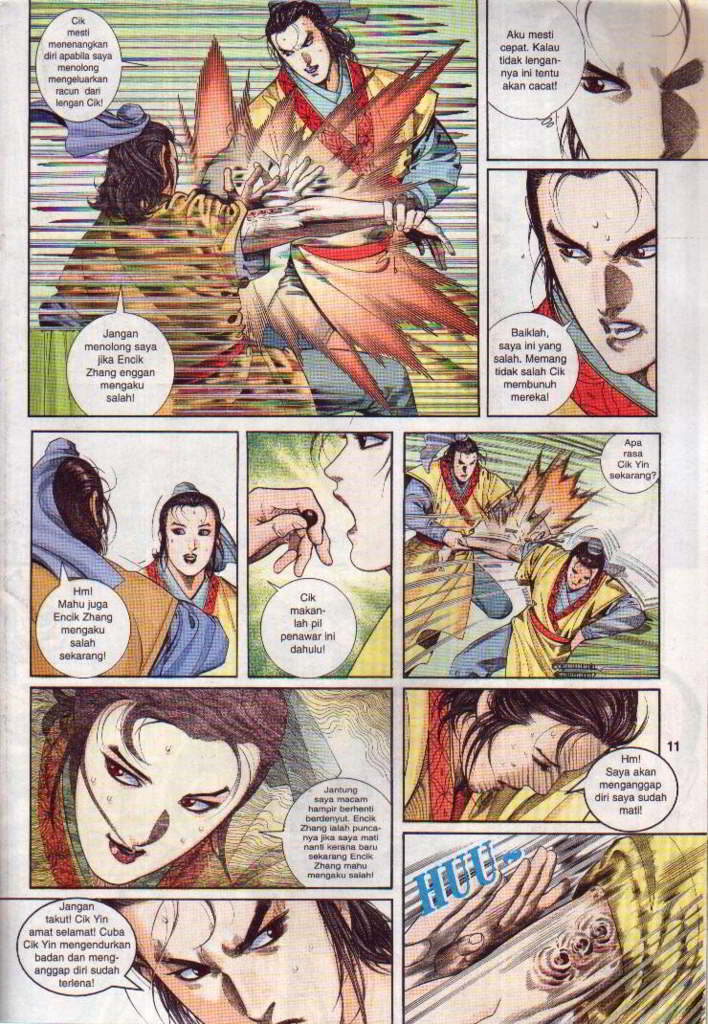 Cik
mesti
menenangkan
diri apabila saya
menolong
mengeluarkan
racun dari
lengan Cik!
Jangan
menolong saya
jika Encik
Zhang enggan
mengaku
salah!
Aku mesti
cepat. Kalau
tidak lengan-
nya ini tentu
akan cacat!
Baiklah,
saya ini yang
salah. Memang
tidak salah Cik
membunuh
mereka!
Hm!
Mahu juga
Encik Zhang
mengaku
salah
sekarang!
Cik
makan-
lah pil
penawar ini
dahulu!
Apa
rasa
Cik Yin
sekarang?
Jantung
saya macam
hampir berhenti
berdenyut. Encik
Zhang ialah punca-
nya jika saya mati
nanti kerana baru
sekarang Encik
Zhang mahu
mengaku salah!
Hm!
Saya akan
menganggap
diri saya sudah
mati!
11
Jangan
takut! Cik Yin
amat selamat! Cuba
Cik Yin mengendurkan
badan dan meng-
anggap diri sudah
terlena!
HUU~